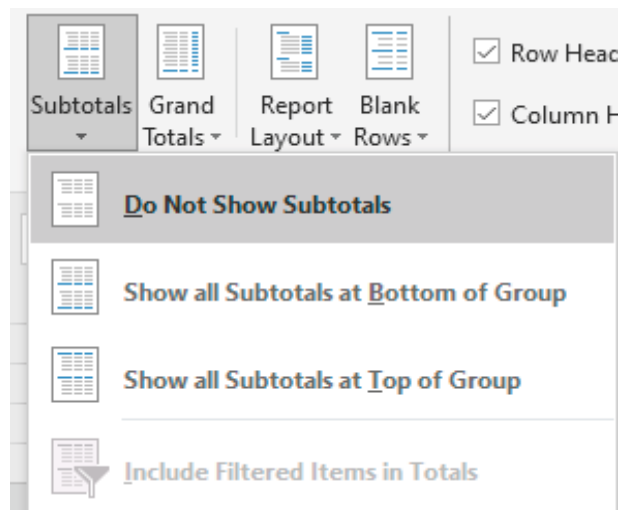 Subtotals Grand Totals Report Layout Blank Rows
Row Head
Column H
Do Not Show Subtotals
Show all Subtotals at Bottom of Group
Show all Subtotals at Top of Group
Include Filtered Items in Totals